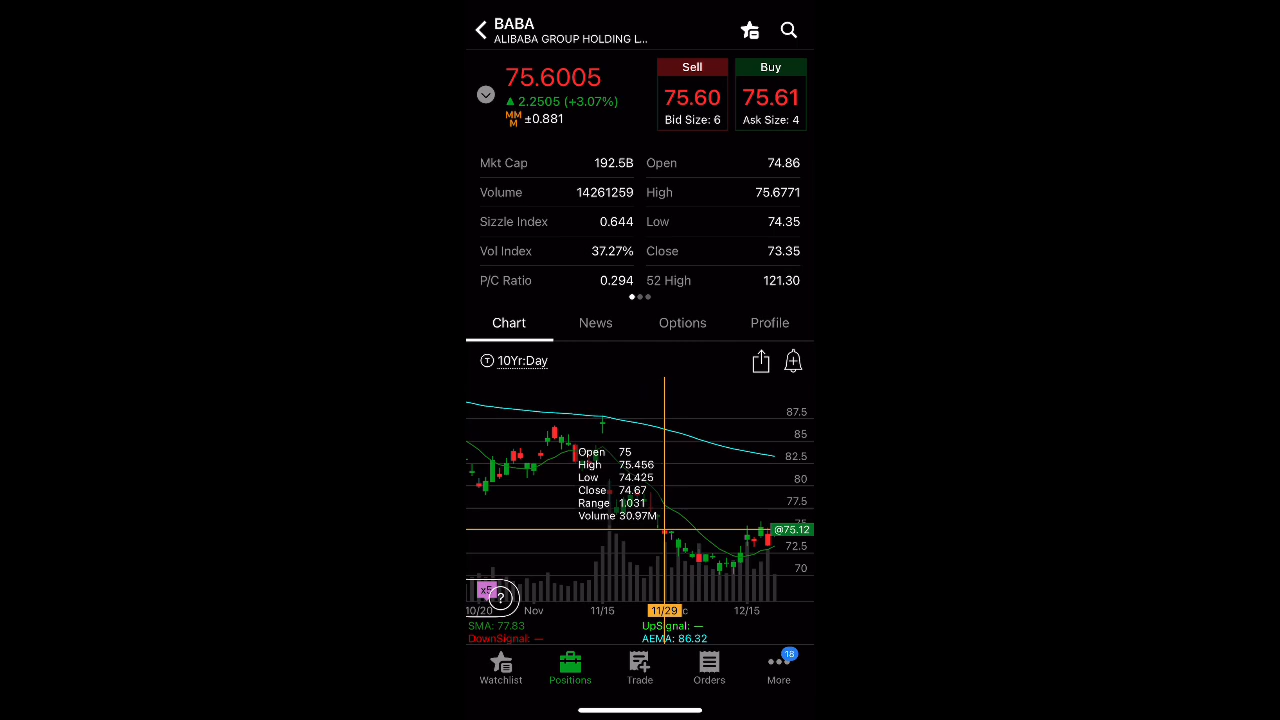 BABA
ALIBABA GROUP HOLDING L...
75.6005
2.2505 (+3.07%)
MM
M
±0.881
Sell
75.60
Bid Size: 6
Buy
75.61
Ask Size: 4
Mkt Cap 192.5B Open 74.86
Volume 14261259 High 75.6771
Sizzle Index 0.644 Low 74.35
Vol Index 37.27% Close 73.35
P/C Ratio 0.294 52 High 121.30
Chart News Options Profile
T 10Yr:Day
87.5
85
82.5
80
77.5
@75.12
72.5
70
Open 75
High 75.456
Low 74.425
Close 74.67
Range 1.031
Volume 30.97M
x5
?
10/20 Nov 11/15 11/29 c 12/15
SMA: 77.83 UpSignal: —
DownSignal: — AEMA: 86.32
18
Watchlist Positions Trade Orders More